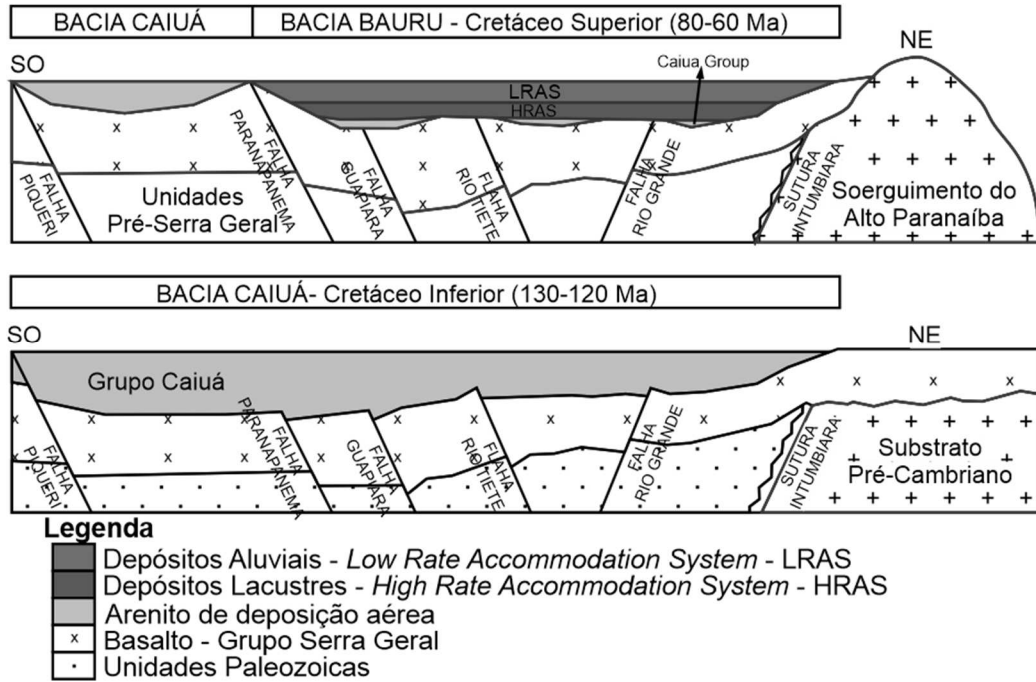 BACIA CAIUÁ
BACIA BAURU - Cretáceo Superior (80-60 Ma)
SO
NE
Caiua Group
LRAS
HRAS
FALHA
PIQUERI
Unidades
Pré-Serra Geral
FALHA
PARANAPANEMA
FALHA
GUAPIARA
FLAHA
RIO TIETE
FALHA
RIO GRANDE
SUTURA
INTUMBIARA
Soerguimento do
Alto Paranaíba
BACIA CAIUÁ- Cretáceo Inferior (130-120 Ma)
SO
NE
Grupo Caiuá
FALHA
PIQUERI
FALHA
PARANAPANEMA
FALHA
GUAPIARA
FLAHA
RIO TIETE
FALHA
RIO GRANDE
SUTURA
INTUMBIARA
Substrato
Pré-Cambriano
Legenda
Depósitos Aluviais - Low Rate Accommodation System - LRAS
Depósitos Lacustres - High Rate Accommodation System - HRAS
Arenito de deposição aérea
x Basalto - Grupo Serra Geral
Unidades Paleozoicas